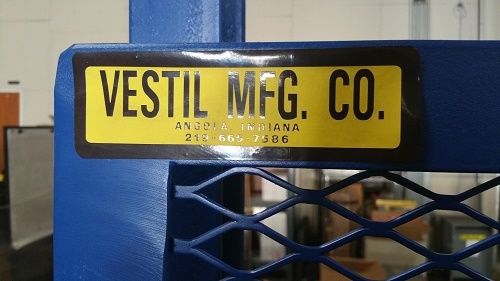 VESTIL MFG. CO.
ANGOLA, INDIANA
219-665-7586